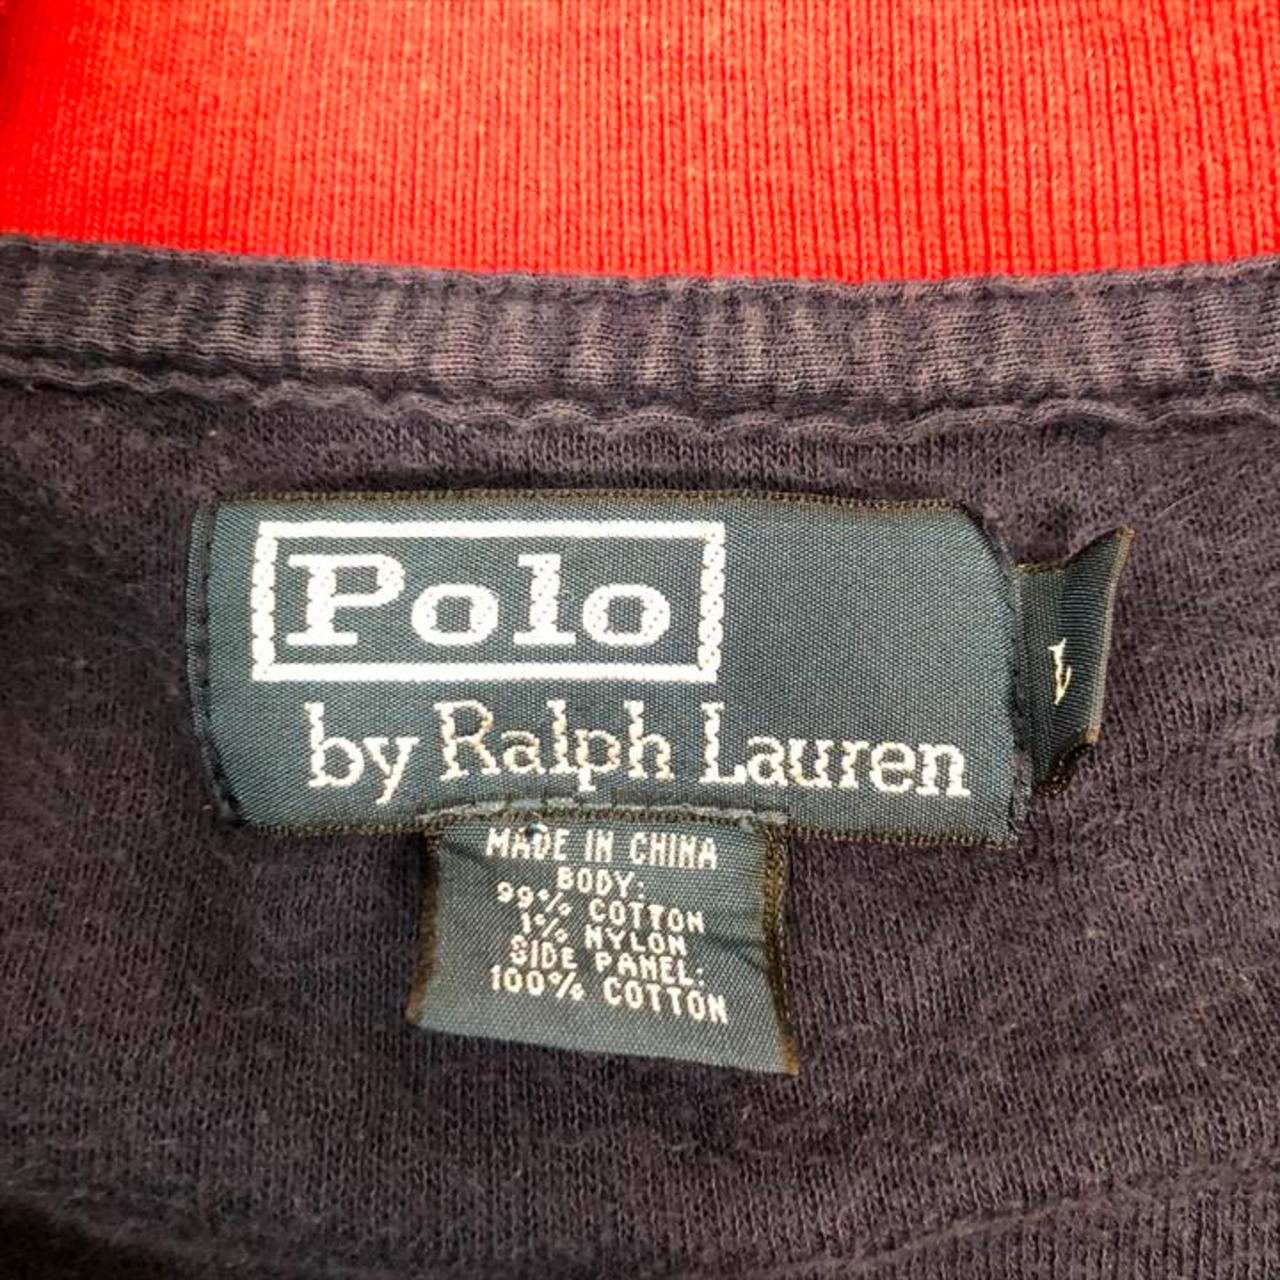 Polo
by Ralph Lauren
L
MADE IN CHINA
BODY:
99% COTTON
1% NYLON
SIDE PANEL:
100% COTTON